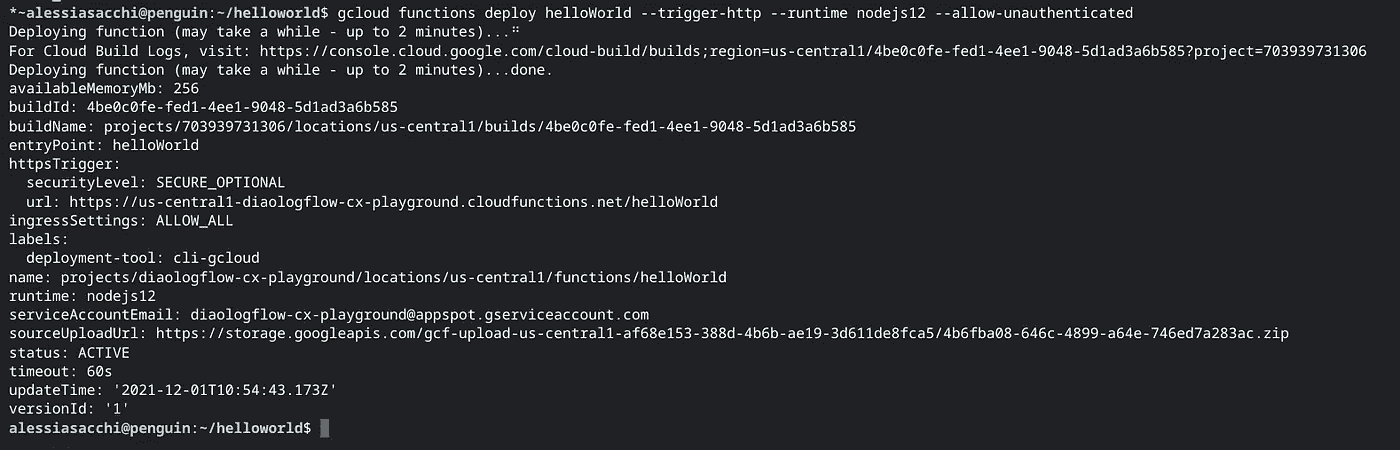 *~alessiasacchi@penguin:~/helloworld$ gcloud functions deploy helloWorld --trigger-http --runtime nodejs12 --allow-unauthenticated
Deploying function (may take a while - up to 2 minutes)...⠛
For Cloud Build Logs, visit: https://console.cloud.google.com/cloud-build/builds;region=us-central1/4be0c0fe-fed1-4ee1-9048-5d1ad3a6b585?project=703939731306
Deploying function (may take a while - up to 2 minutes)...done.
availableMemoryMb: 256
buildId: 4be0c0fe-fed1-4ee1-9048-5d1ad3a6b585
buildName: projects/703939731306/locations/us-central1/builds/4be0c0fe-fed1-4ee1-9048-5d1ad3a6b585
entryPoint: helloWorld
httpsTrigger:
  securityLevel: SECURE_OPTIONAL
  url: https://us-central1-diaologflow-cx-playground.cloudfunctions.net/helloWorld
ingressSettings: ALLOW_ALL
labels:
  deployment-tool: cli-gcloud
name: projects/diaologflow-cx-playground/locations/us-central1/functions/helloWorld
runtime: nodejs12
serviceAccountEmail: diaologflow-cx-playground@appspot.gserviceaccount.com
sourceUploadUrl: https://storage.googleapis.com/gcf-upload-us-central1-af68e153-388d-4b6b-ae19-3d611de8fca5/4b6fba08-646c-4899-a64e-746ed7a283ac.zip
status: ACTIVE
timeout: 60s
updateTime: '2021-12-01T10:54:43.173Z'
versionId: '1'
alessiasacchi@penguin:~/helloworld$